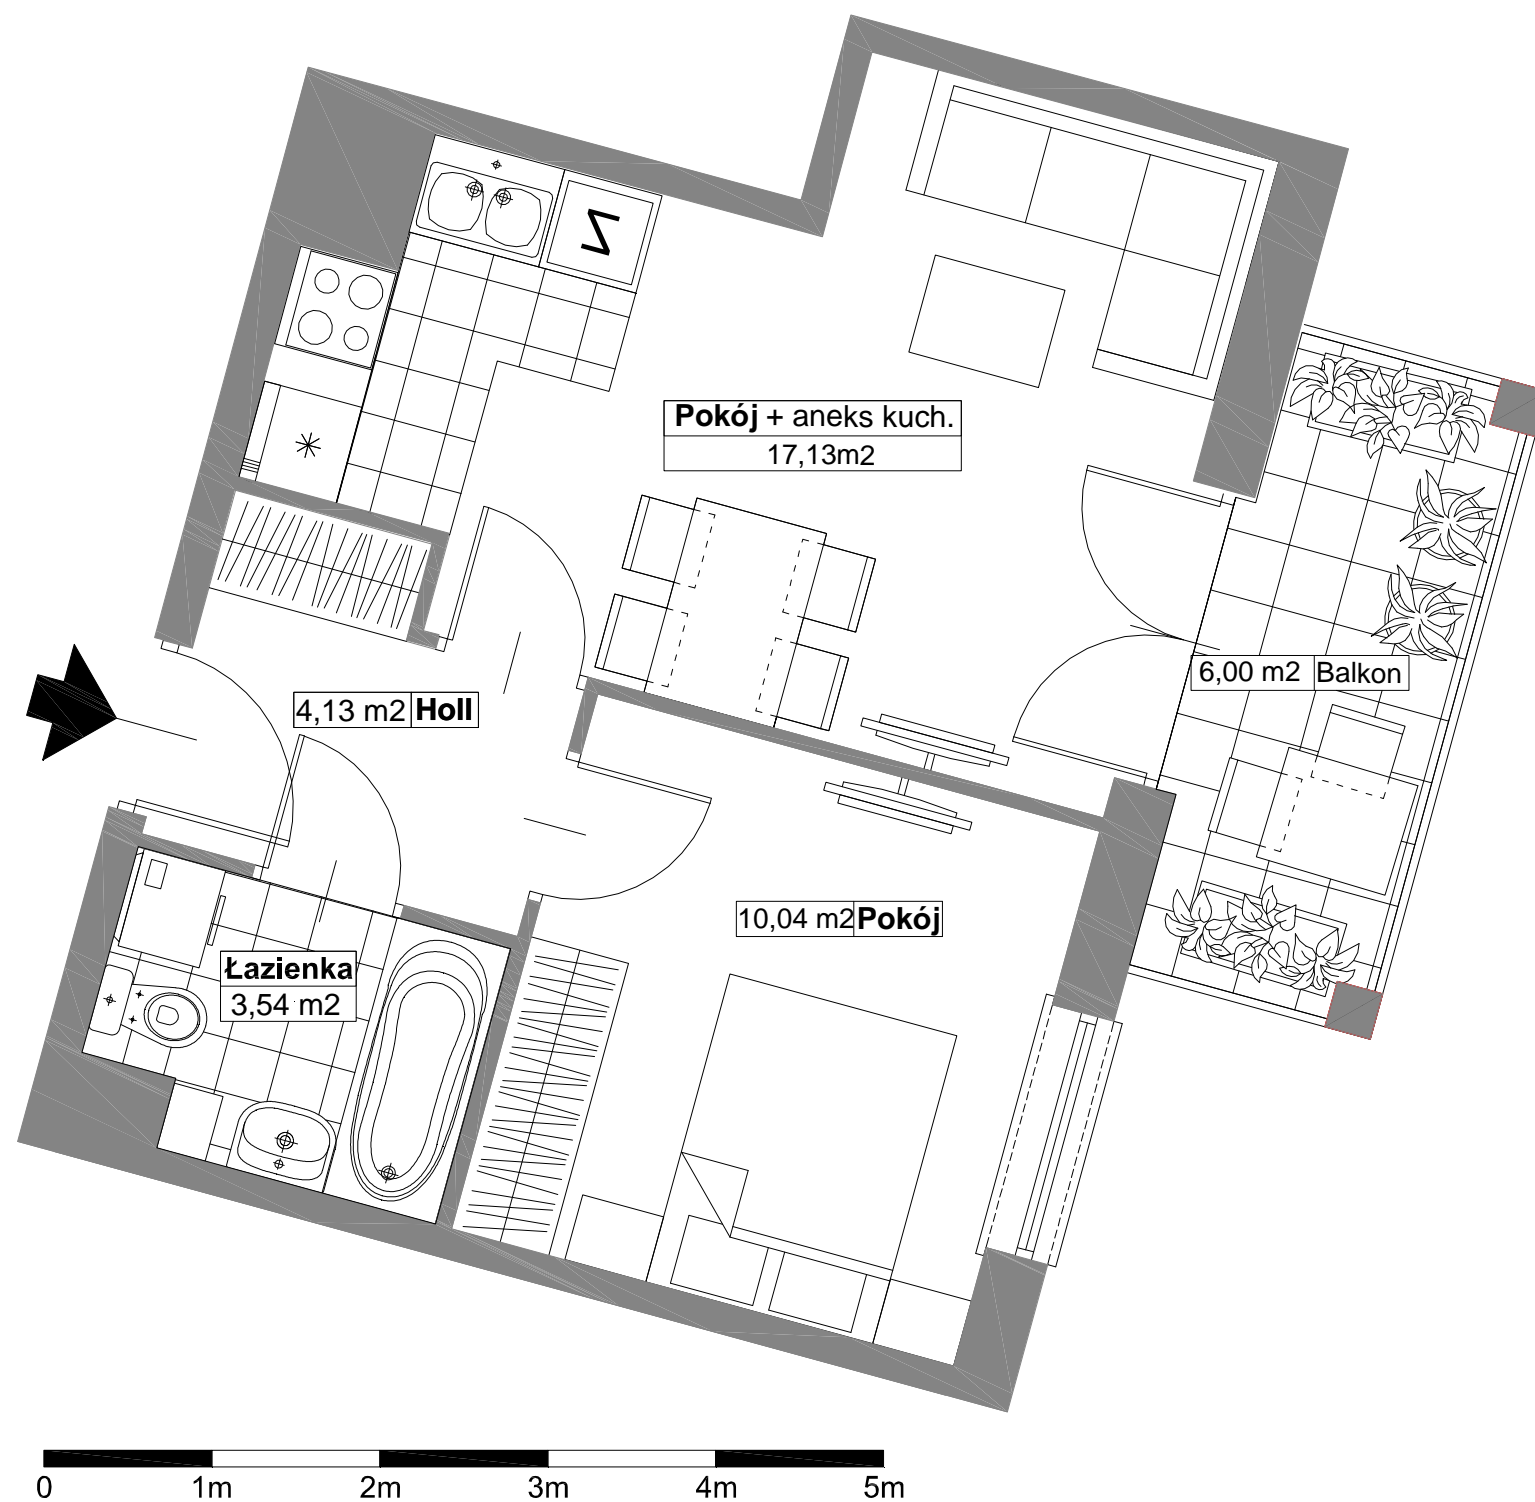 Z
Pokój + aneks kuch.
17,13m2
6,00 m2 Balkon
4,13 m2 Holl
10,04 m2 Pokój
Łazienka
3,54 m2
0 1m 2m 3m 4m 5m